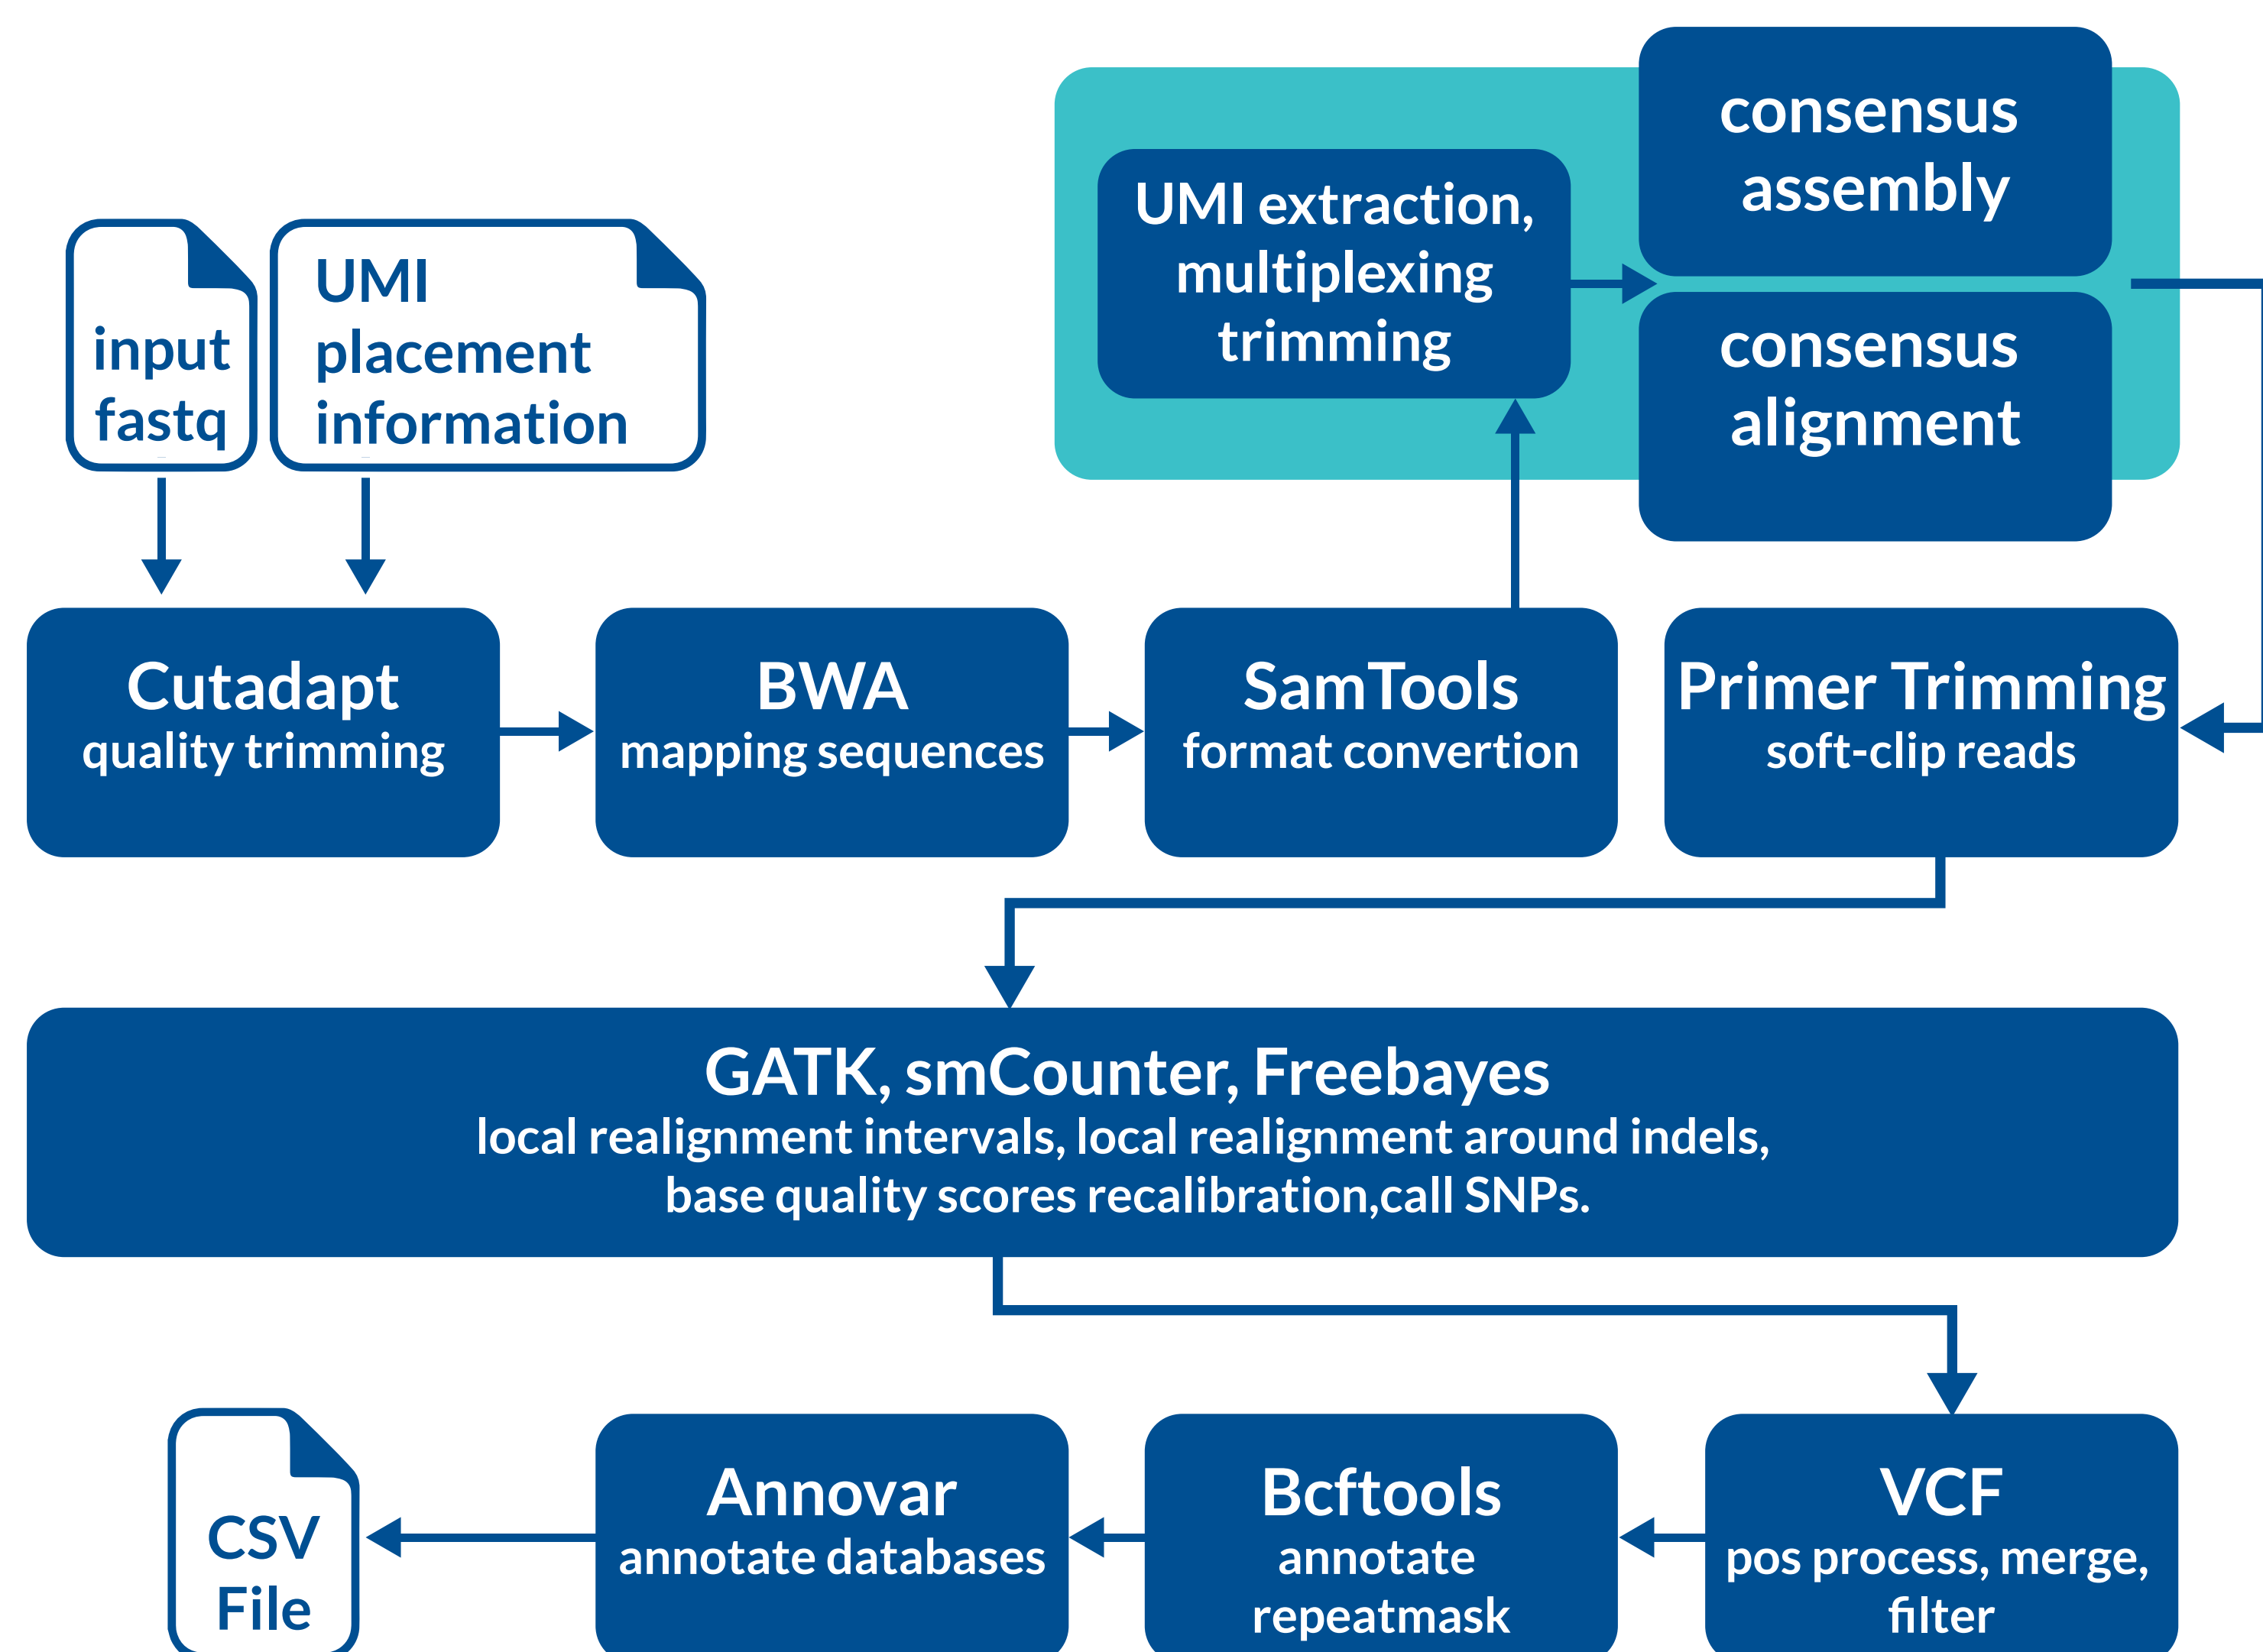 consensus
assembly
UMI extraction,
multiplexing
trimming
consensus
alignment
input
fastq
UMI
placement
information
Cutadapt
quality trimming
BWA
mapping sequences
SamTools
format convertion
Primer Trimming
soft-clip reads
GATK, smCounter, Freebayes
local realignment intervals, local realignment around indels,
base quality scores recalibration,call SNPs.
CSV
File
Annovar
annotate databases
Bcftools
annotate
repeatmask
VCF
pos process, merge,
filter